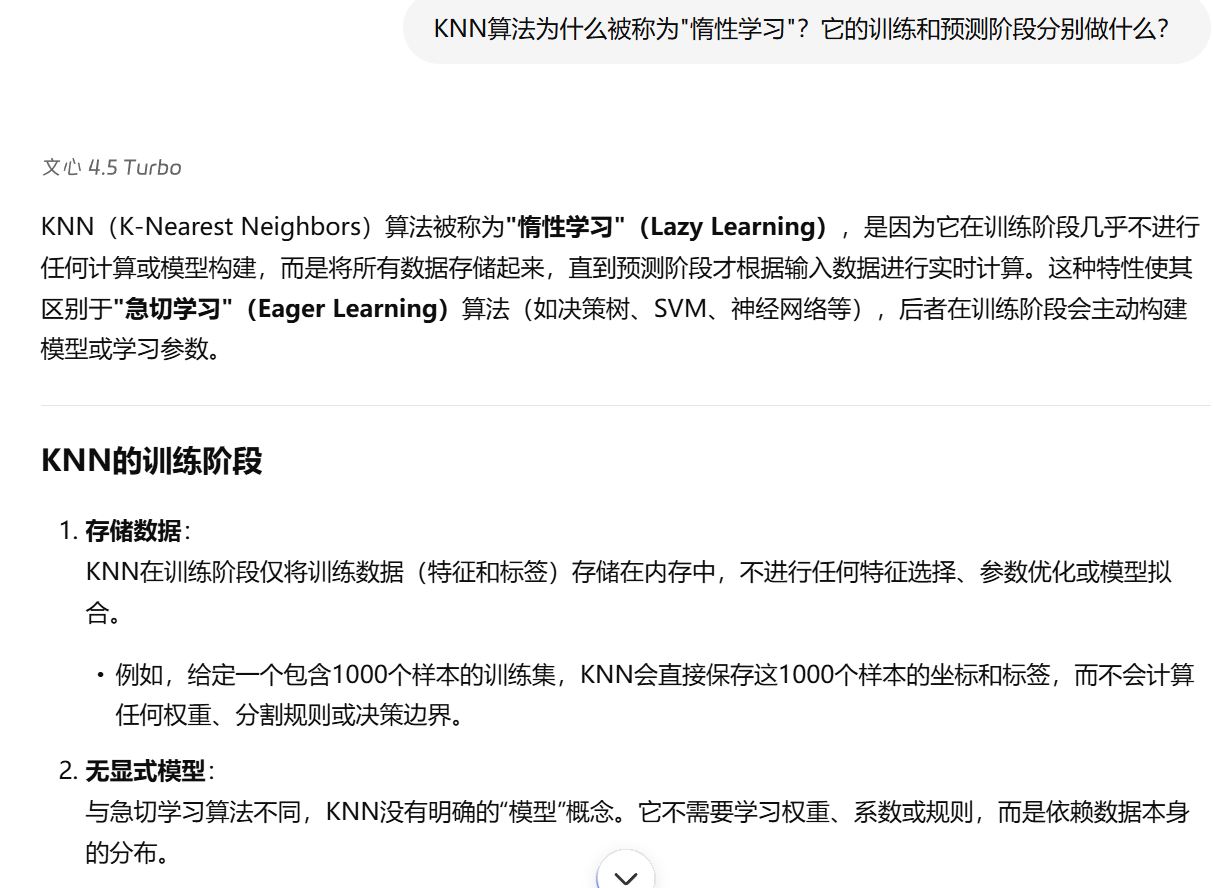 KNN算法为什么被称为"惰性学习"？它的训练和预测阶段分别做什么？
文心 4.5 Turbo
KNN（K-Nearest Neighbors）算法被称为"惰性学习"（Lazy Learning），是因为它在训练阶段几乎不进行
任何计算或模型构建，而是将所有数据存储起来，直到预测阶段才根据输入数据进行实时计算。这种特性使其
区别于"急切学习"（Eager Learning）算法（如决策树、SVM、神经网络等），后者在训练阶段会主动构建
模型或学习参数。
KNN的训练阶段
1. 存储数据：
KNN在训练阶段仅将训练数据（特征和标签）存储在内存中，不进行任何特征选择、参数优化或模型拟
合。
• 例如，给定一个包含1000个样本的训练集，KNN会直接保存这1000个样本的坐标和标签，而不会计算
任何权重、分割规则或决策边界。
2. 无显式模型：
与急切学习算法不同，KNN没有明确的“模型”概念。它不需要学习权重、系数或规则，而是依赖数据本身
的分布。